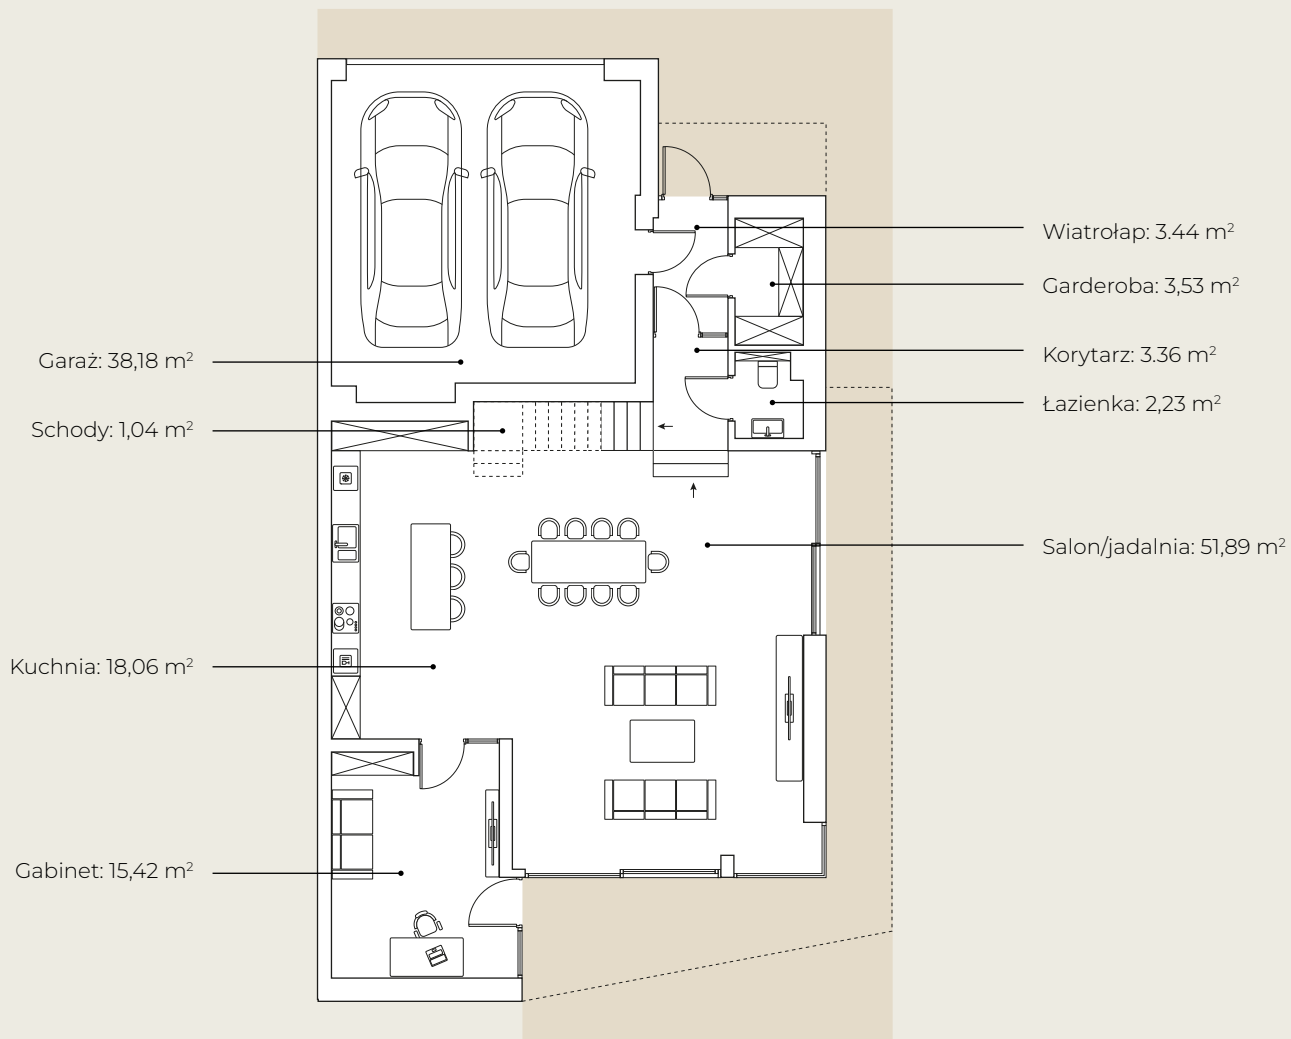 Wiatrołap: 3.44 m²
Garderoba: 3,53 m²
Korytarz: 3.36 m²
Garaż: 38,18 m²
Łazienka: 2,23 m²
Schody: 1,04 m²
Salon/jadalnia: 51,89 m²
Kuchnia: 18,06 m²
Gabinet: 15,42 m²